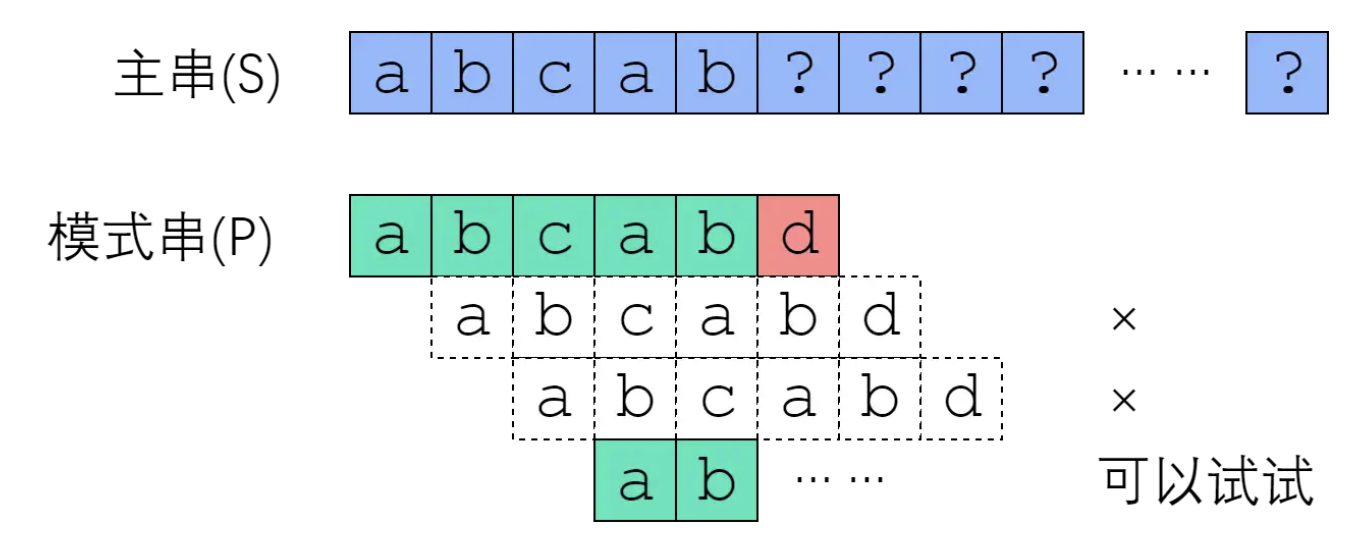 主串(S) a b c a b ? ? ? ? ⋯ ⋯ ?
模式串(P) a b c a b d
a b c a b d ×
a b c a b d ×
a b ⋯ ⋯ 可以试试